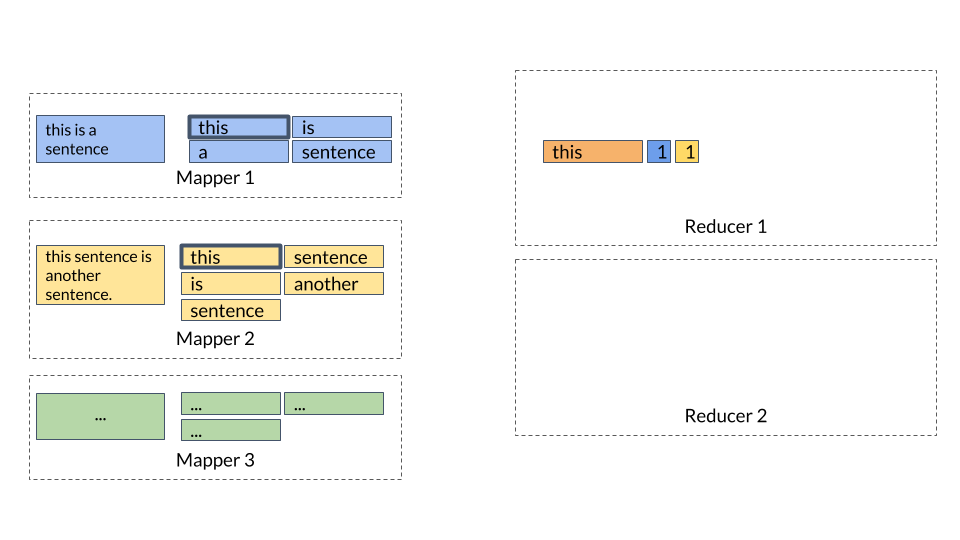 this is a
sentence
this
is
a
sentence
Mapper 1
this sentence is
another
sentence.
this
sentence
is
another
sentence
Mapper 2
...
...
...
...
Mapper 3
this
1
1
Reducer 1
Reducer 2